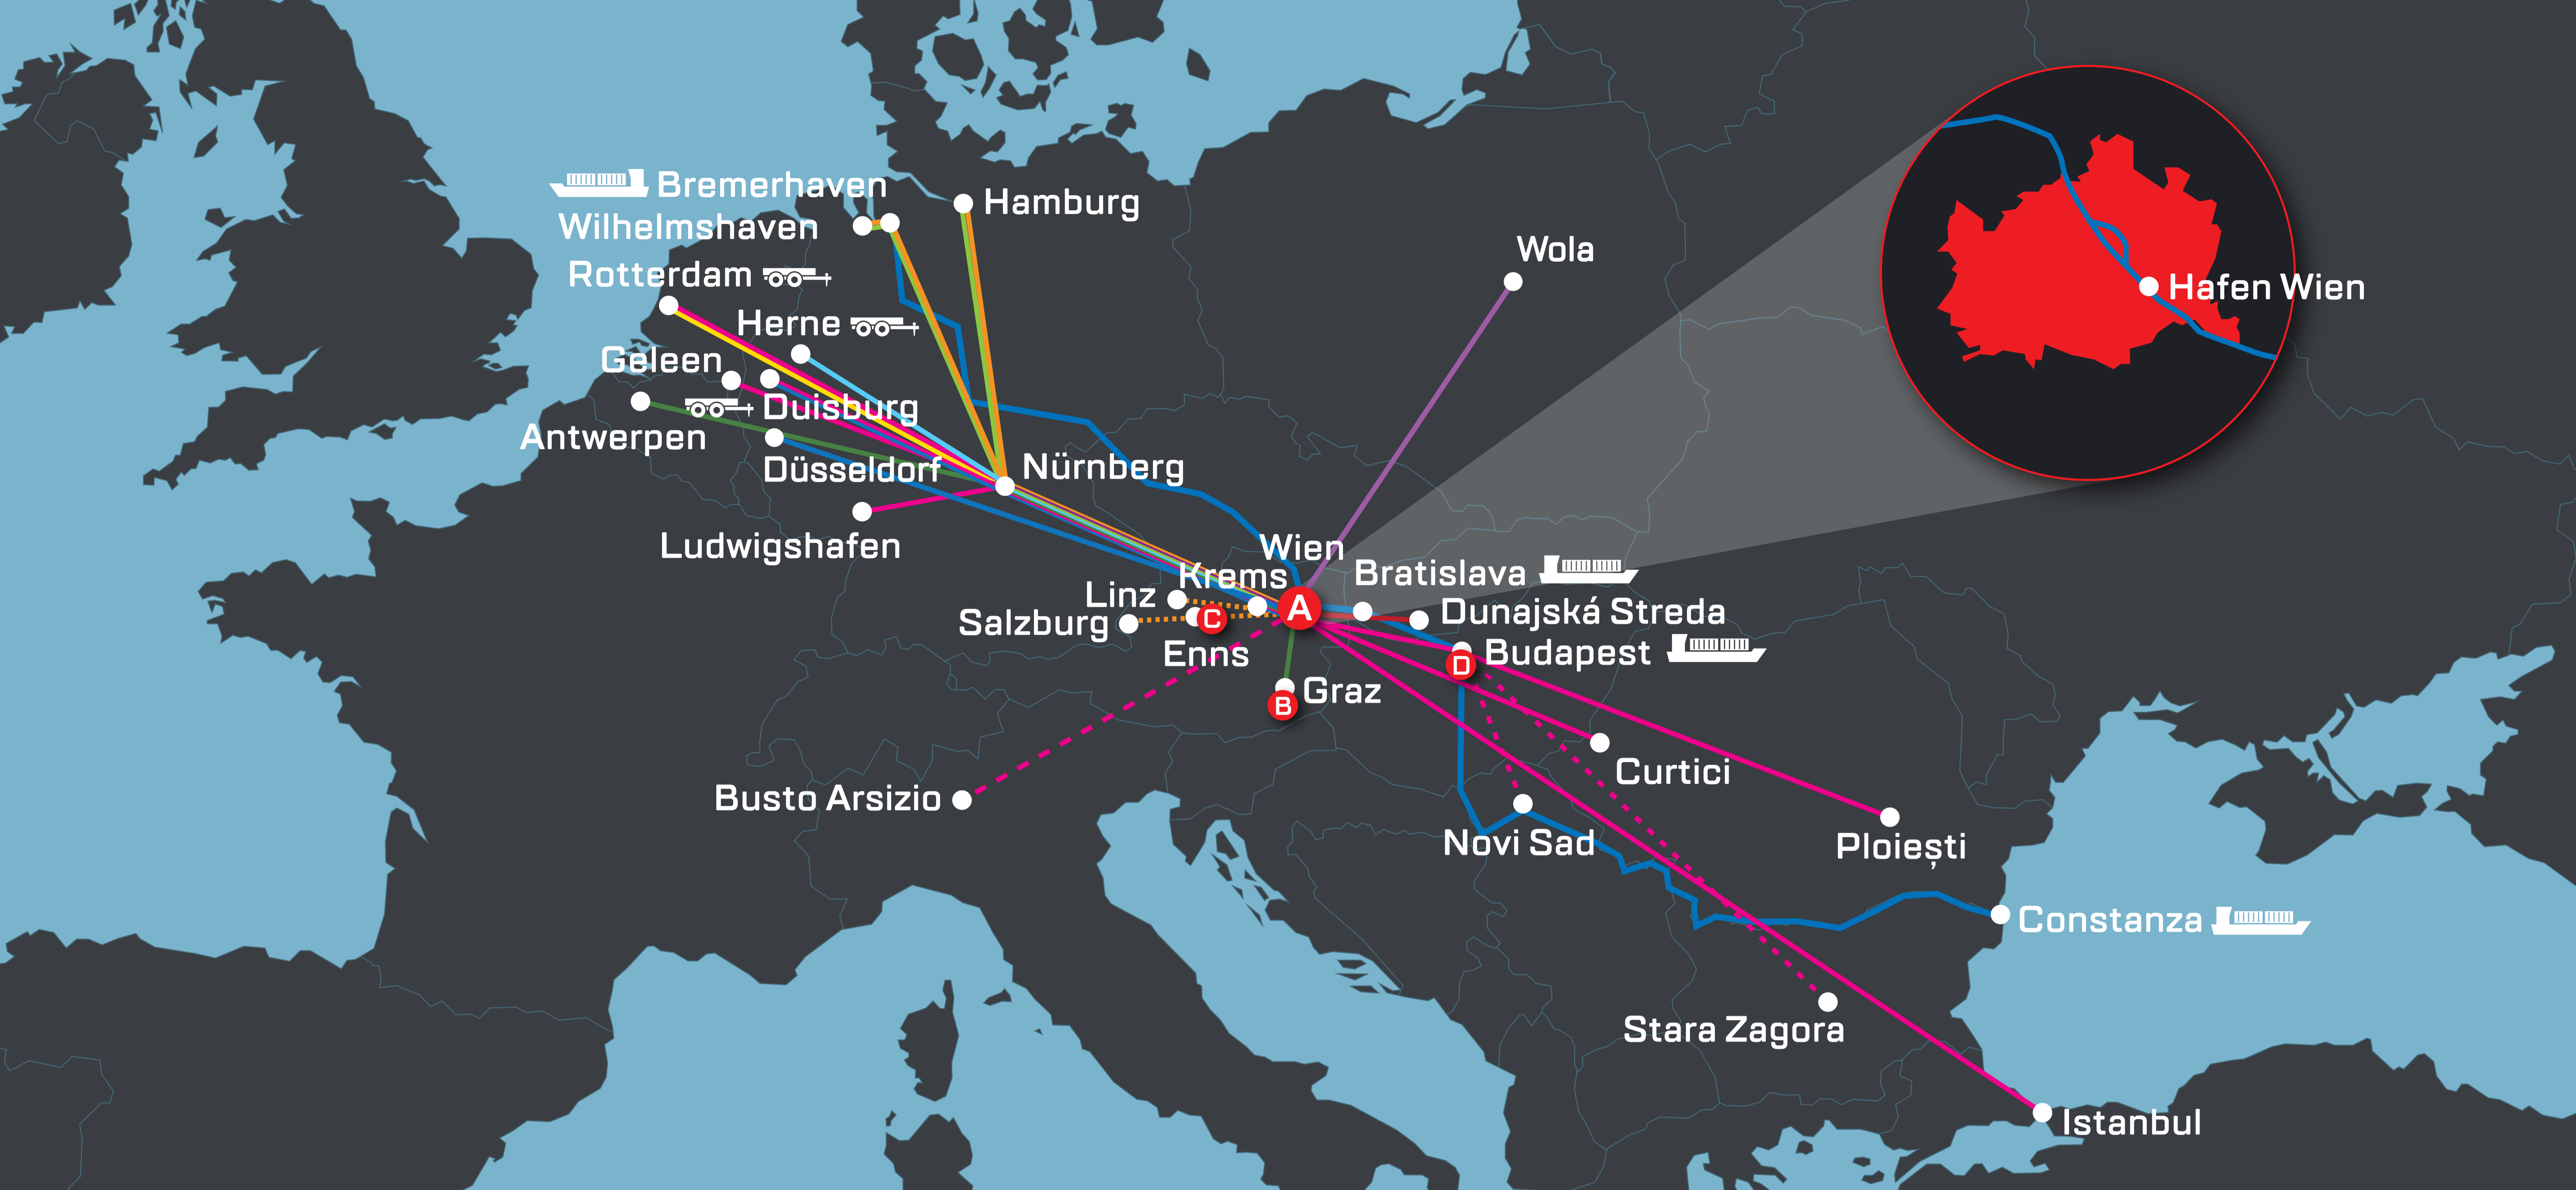 Bremerhaven
Hamburg
Wilhelmshaven
Wola
Rotterdam
Hafen Wien
Herne
Geleen
Duisburg
Antwerpen
Düsseldorf
Nürnberg
Ludwigshafen
Wien
Krems
Bratislava
Linz
A
Dunajská Streda
Salzburg
C
Enns
Budapest
D
Graz
B
Curtici
Busto Arsizio
Novi Sad
Ploiești
Constanza
Stara Zagora
Istanbul